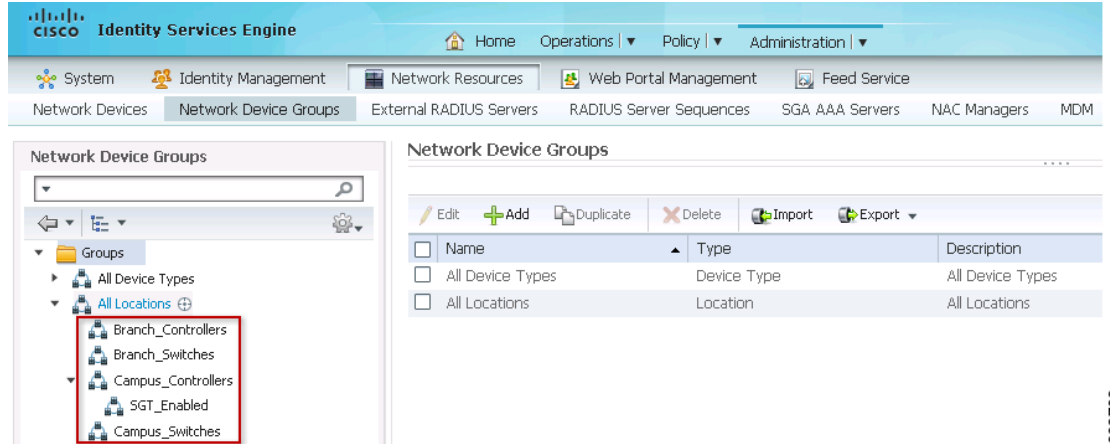 CISCO Identity Services Engine
Home Operations | Policy | Administration |
System Identity Management Network Resources Web Portal Management Feed Service
Network Devices Network Device Groups External RADIUS Servers RADIUS Server Sequences SGA AAA Servers NAC Managers MDM
Network Device Groups
Groups
All Device Types
All Locations
Branch_Controllers
Branch_Switches
Campus_Controllers
SGT_Enabled
Campus_Switches
Network Device Groups
Edit Add Duplicate Delete Import Export
Name Type Description
All Device Types Device Type All Device Types
All Locations Location All Locations